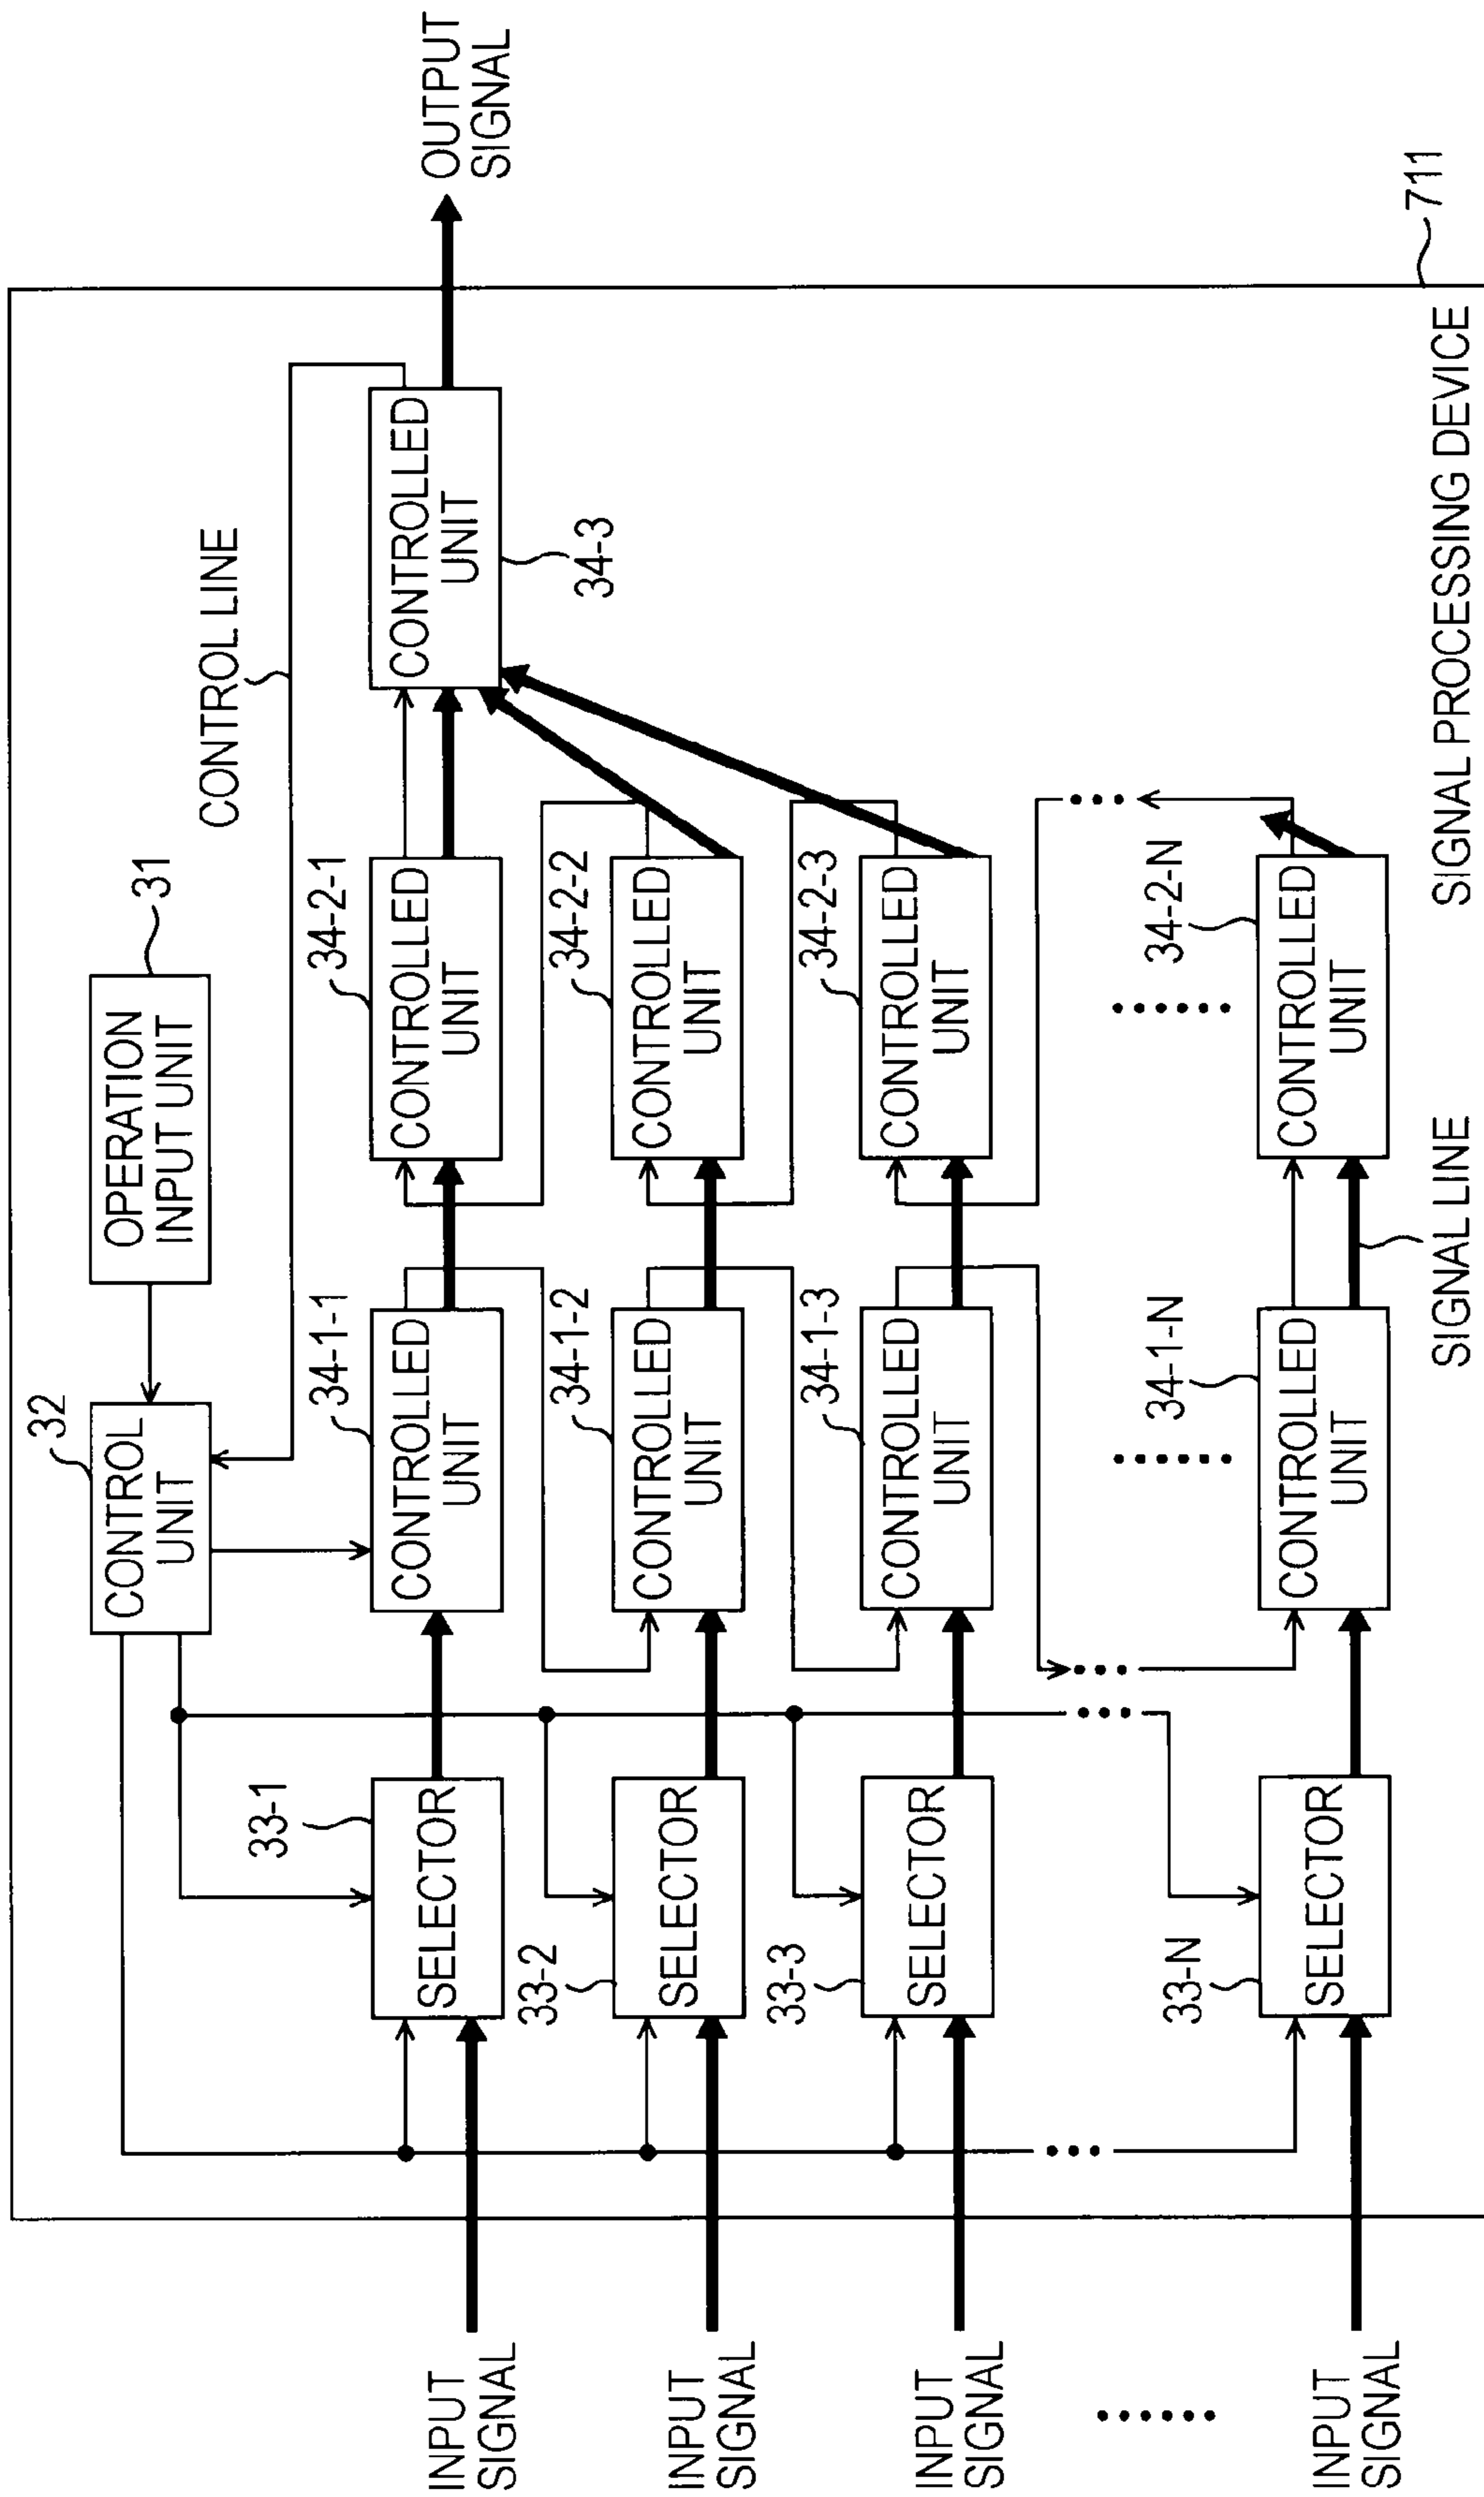 OPERATION
INPUT UNIT
31
CONTROL
UNIT
32
CONTROL LINE
INPUT
SIGNAL
SELECTOR
33-1
CONTROLLED
UNIT
34-1-1
CONTROLLED
UNIT
34-2-1
CONTROLLED
UNIT
34-3
OUTPUT
SIGNAL
INPUT
SIGNAL
SELECTOR
33-2
CONTROLLED
UNIT
34-1-2
CONTROLLED
UNIT
34-2-2
INPUT
SIGNAL
SELECTOR
33-3
CONTROLLED
UNIT
34-1-3
CONTROLLED
UNIT
34-2-3
INPUT
SIGNAL
SELECTOR
33-N
CONTROLLED
UNIT
34-1-N
CONTROLLED
UNIT
34-2-N
SIGNAL LINE
SIGNAL PROCESSING DEVICE
711